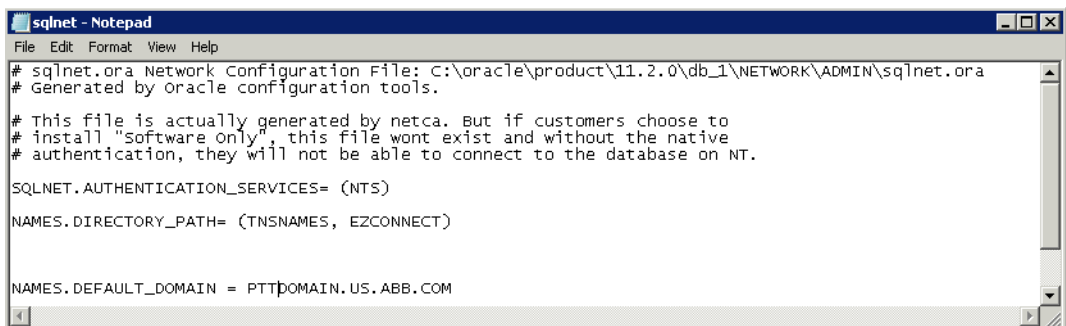 sqlnet - Notepad
File Edit Format View Help
# sqlnet.ora Network Configuration File: C:\oracle\product\11.2.0\db_1\NETWORK\ADMIN\sqlnet.ora
# Generated by Oracle configuration tools.
# This file is actually generated by netca. But if customers choose to
# install "Software Only", this file wont exist and without the native
# authentication, they will not be able to connect to the database on NT.
SQLNET.AUTHENTICATION_SERVICES= (NTS)
NAMES.DIRECTORY_PATH= (TNSNAMES, EZCONNECT)
NAMES.DEFAULT_DOMAIN = PTTDOMAIN.US.ABB.COM